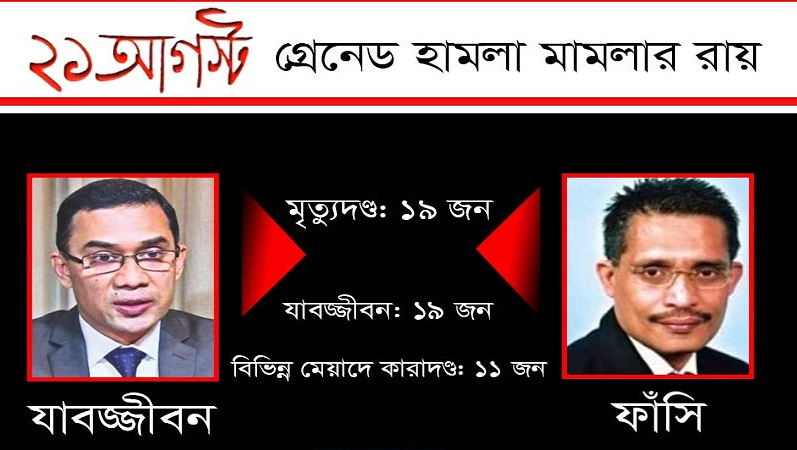 ২১আগস্ট গ্রেনেড হামলা মামলার রায়
মৃত্যুদণ্ড: ১৯ জন
যাবজ্জীবন: ১৯ জন
বিভিন্ন মেয়াদে কারাদণ্ড: ১১ জন
যাবজ্জীবন
ফাঁসি